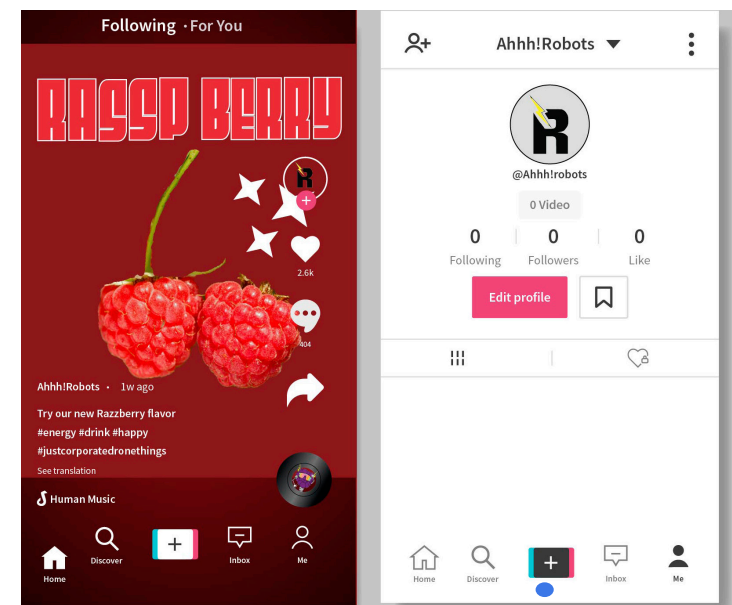 Following · For You
RASSP BERRY
R
2.6k
404
Ahhh!Robots · 1w ago
Try our new Razzberry flavor
#energy #drink #happy
#justcorporatedronethings
See translation
Human Music
Home
Discover
Inbox
Me
Ahhh!Robots
R
@Ahhh!robots
0 Video
0 0 0
Following Followers Like
Edit profile
Home
Discover
Inbox
Me